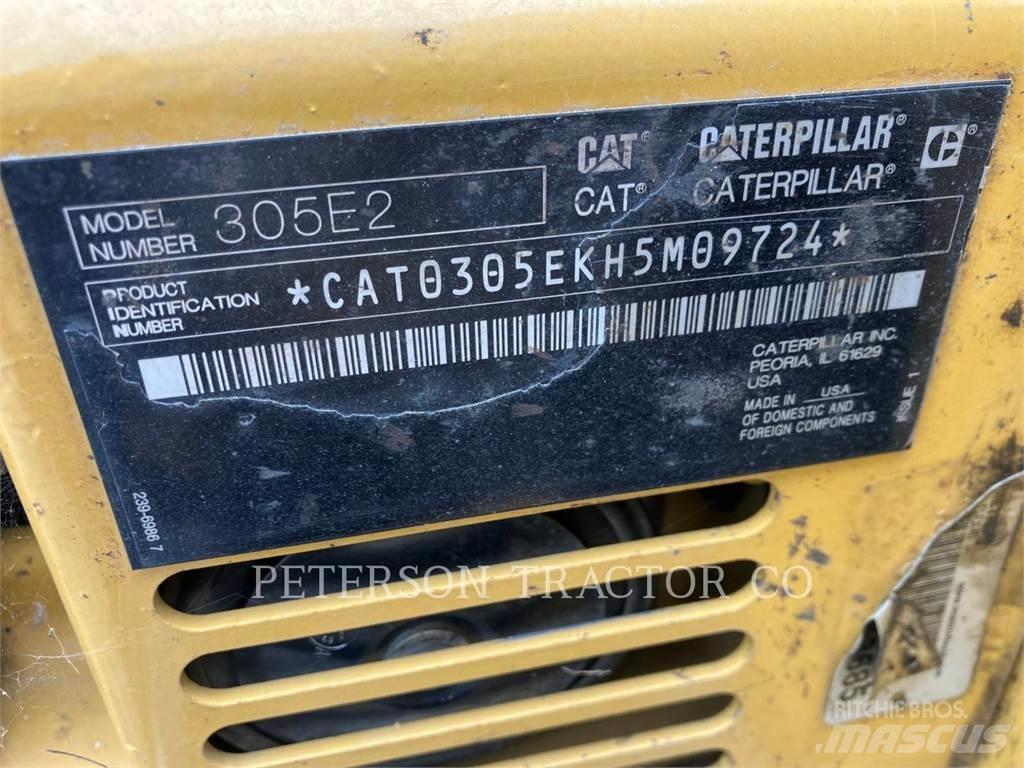 CAT® CATERPILLAR®
CAT® CATERPILLAR®
MODEL NUMBER 305E2
PRODUCT IDENTIFICATION NUMBER *CAT0305EKH5M09724*
CATERPILLAR INC.
PEORIA, IL 61629
USA
MADE IN USA
OF DOMESTIC AND
FOREIGN COMPONENTS
ISSUE 1
239-6986 7
PETERSON TRACTOR CO
RITCHIE BROS.
MASCUS